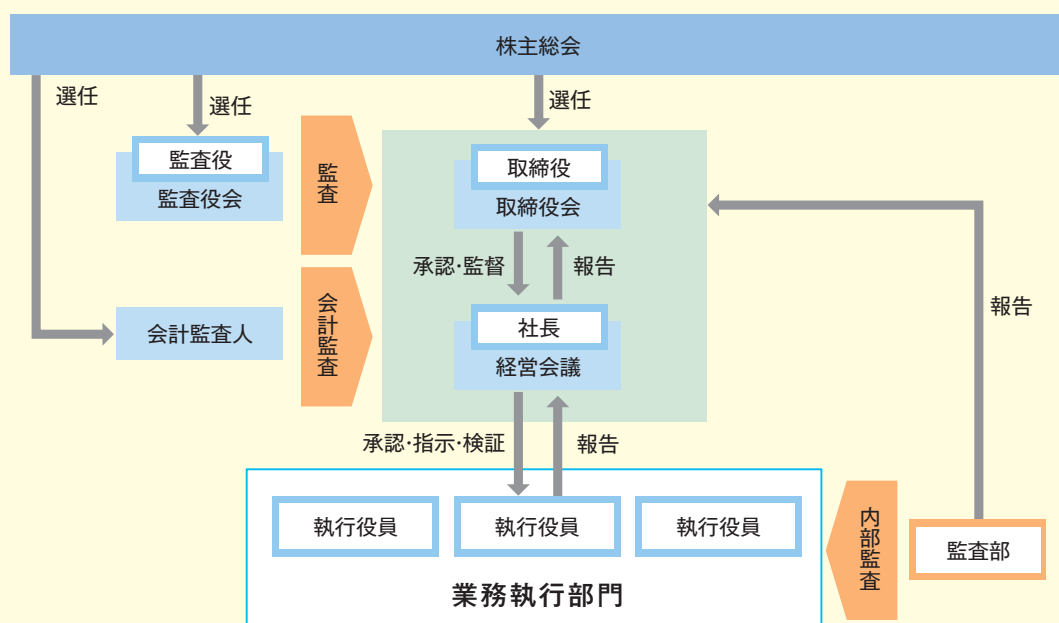 株主総会
選任
選任
選任
監査役
監査役会
監査
取締役
取締役会
承認・監督
報告
会計監査人
会計監査
社長
経営会議
報告
承認・指示・検証
報告
執行役員
執行役員
執行役員
内部監査
監査部
業務執行部門